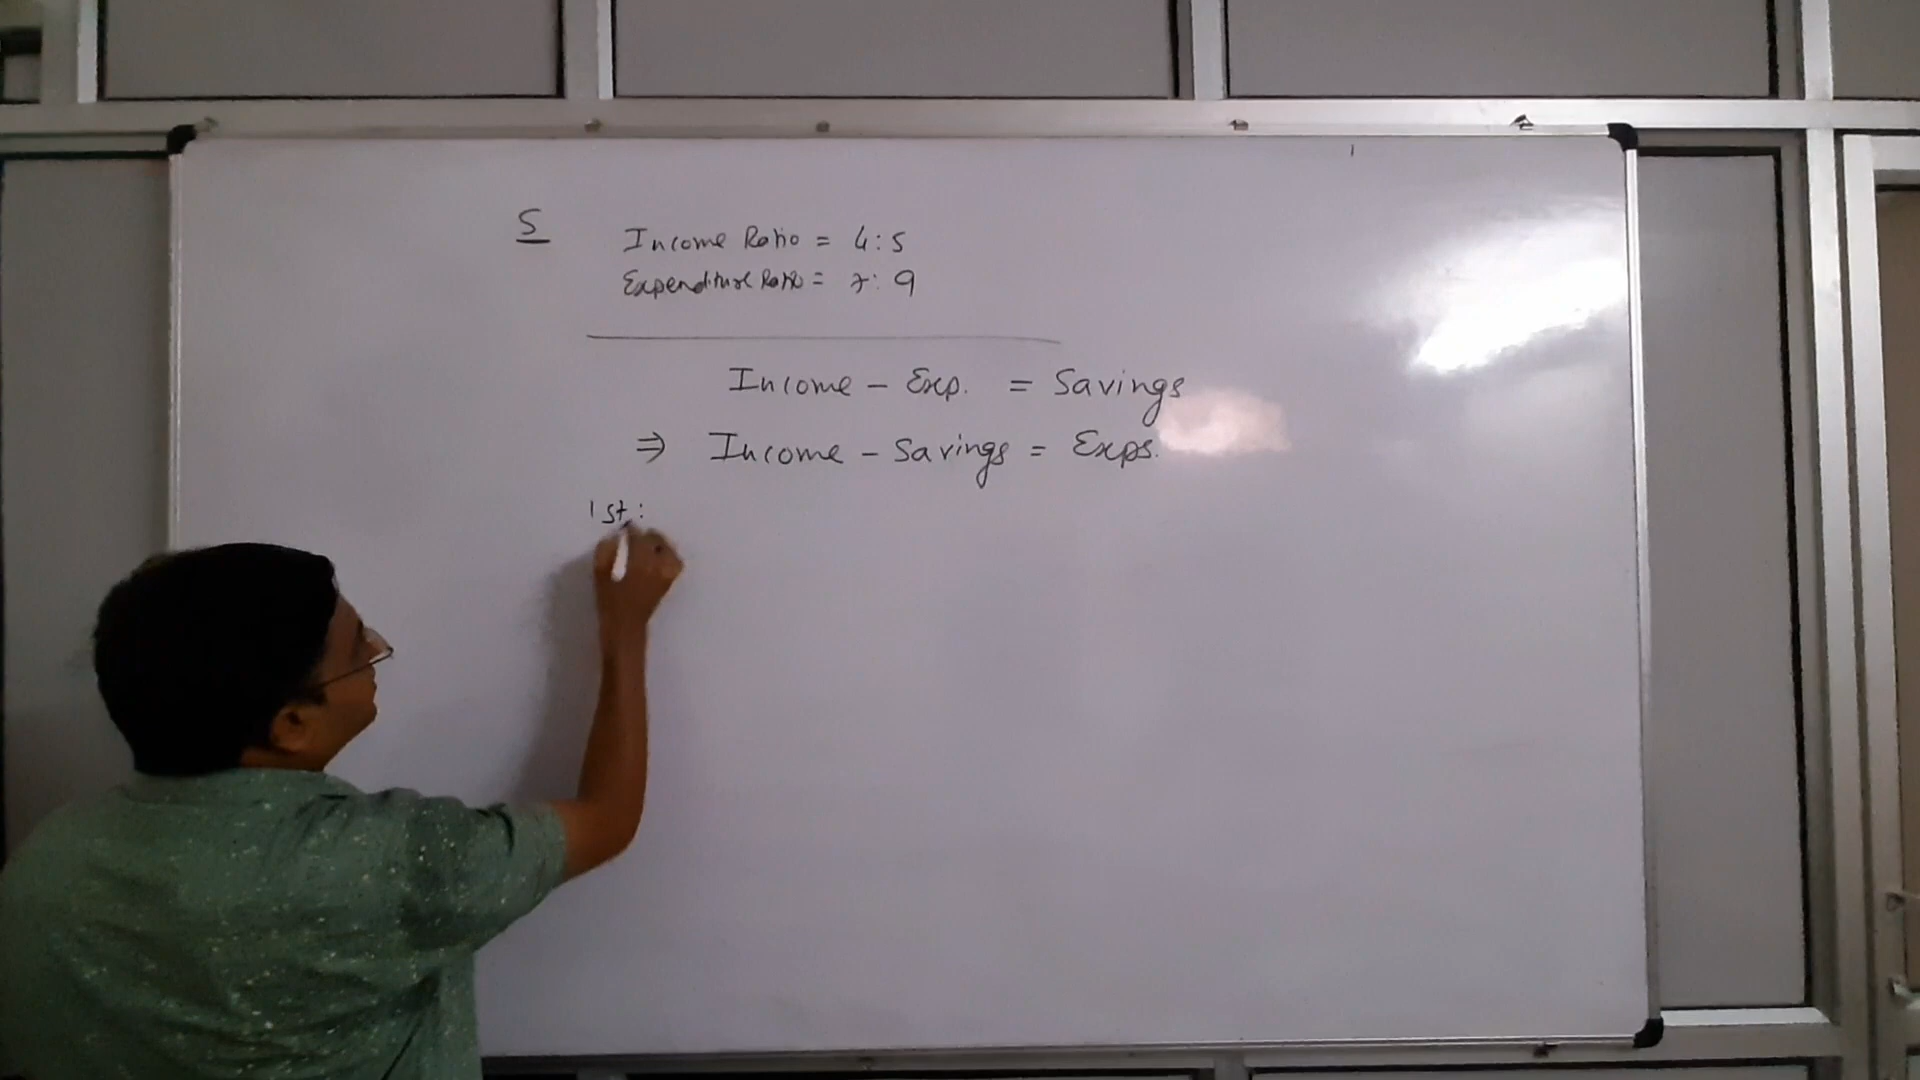 5
Income Ratio = 4:5
Expenditure Ratio = 7:9
Income - Exp. = Savings
⇒ Income - Savings = Exps.
1st: